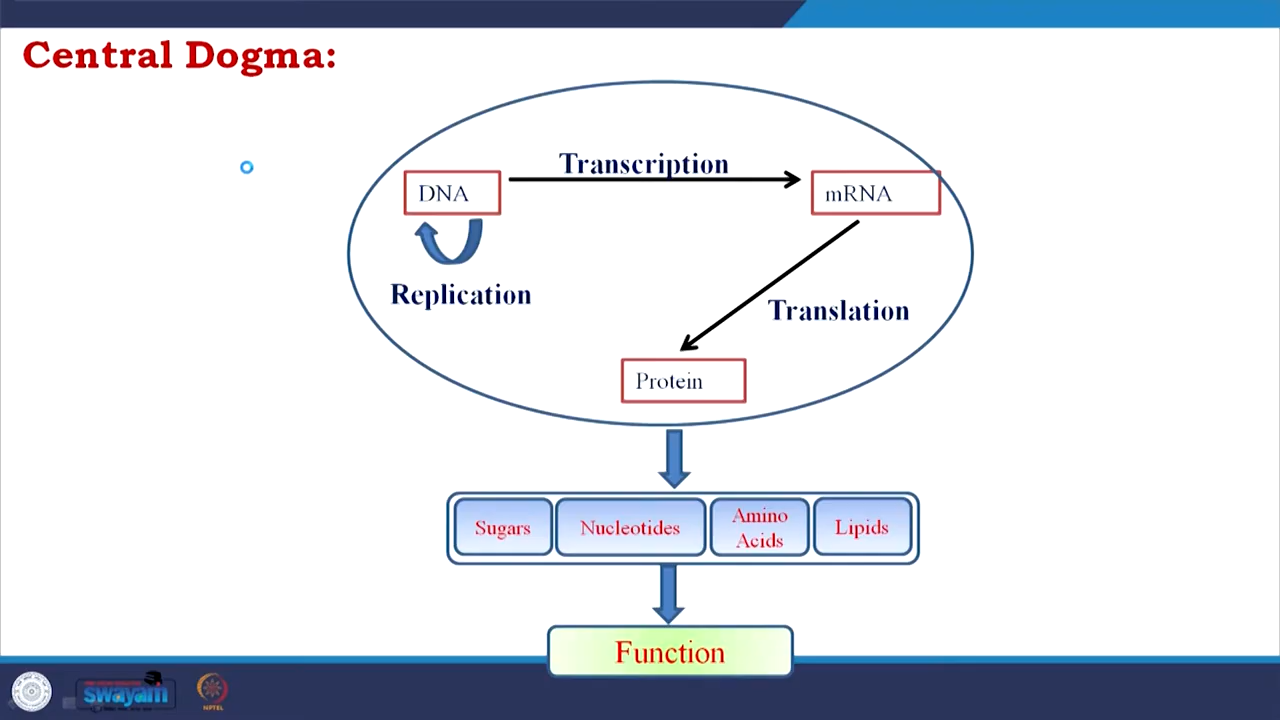 Central Dogma:
Transcription
DNA
mRNA
Replication
Translation
Protein
Sugars
Nucleotides
Amino
Acids
Lipids
Function
swayam
NPTEL